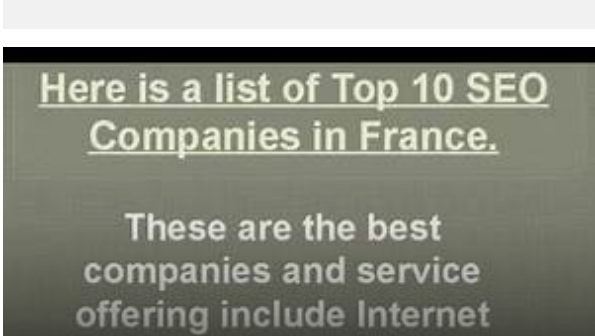 Here is a list of Top 10 SEO
Companies in France.
These are the best
companies and service
offering include Internet